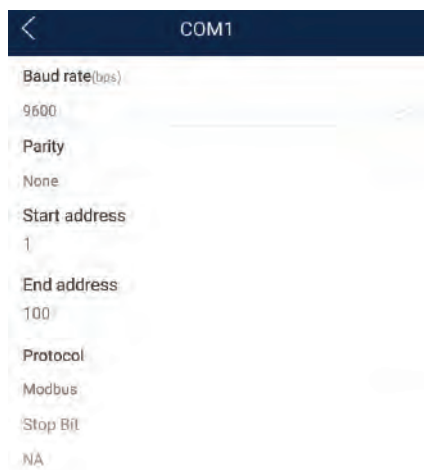 COM1
Baud rate(bps)
9600
Parity
None
Start address
1
End address
100
Protocol
Modbus
Stop Bit
NA